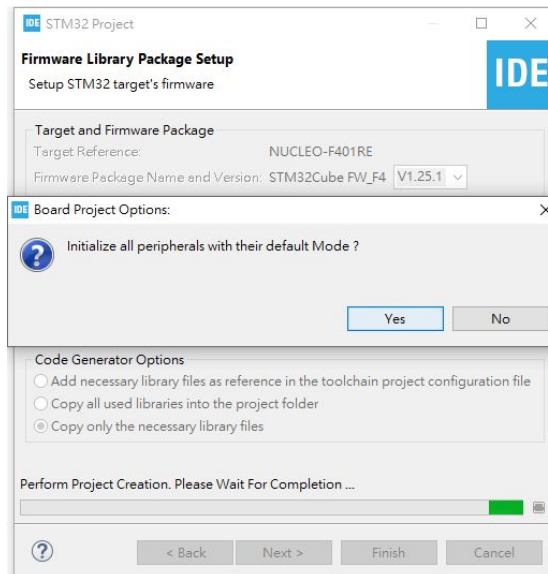 IDE STM32 Project
Firmware Library Package Setup
Setup STM32 target's firmware
IDE
Target and Firmware Package
Target Reference: NUCLEO-F401RE
Firmware Package Name and Version: STM32Cube FW_F4 V1.25.1
IDE Board Project Options:
Initialize all peripherals with their default Mode ?
Yes No
Code Generator Options
Add necessary library files as reference in the toolchain project configuration file
Copy all used libraries into the project folder
Copy only the necessary library files
Perform Project Creation. Please Wait For Completion ...
< Back Next > Finish Cancel